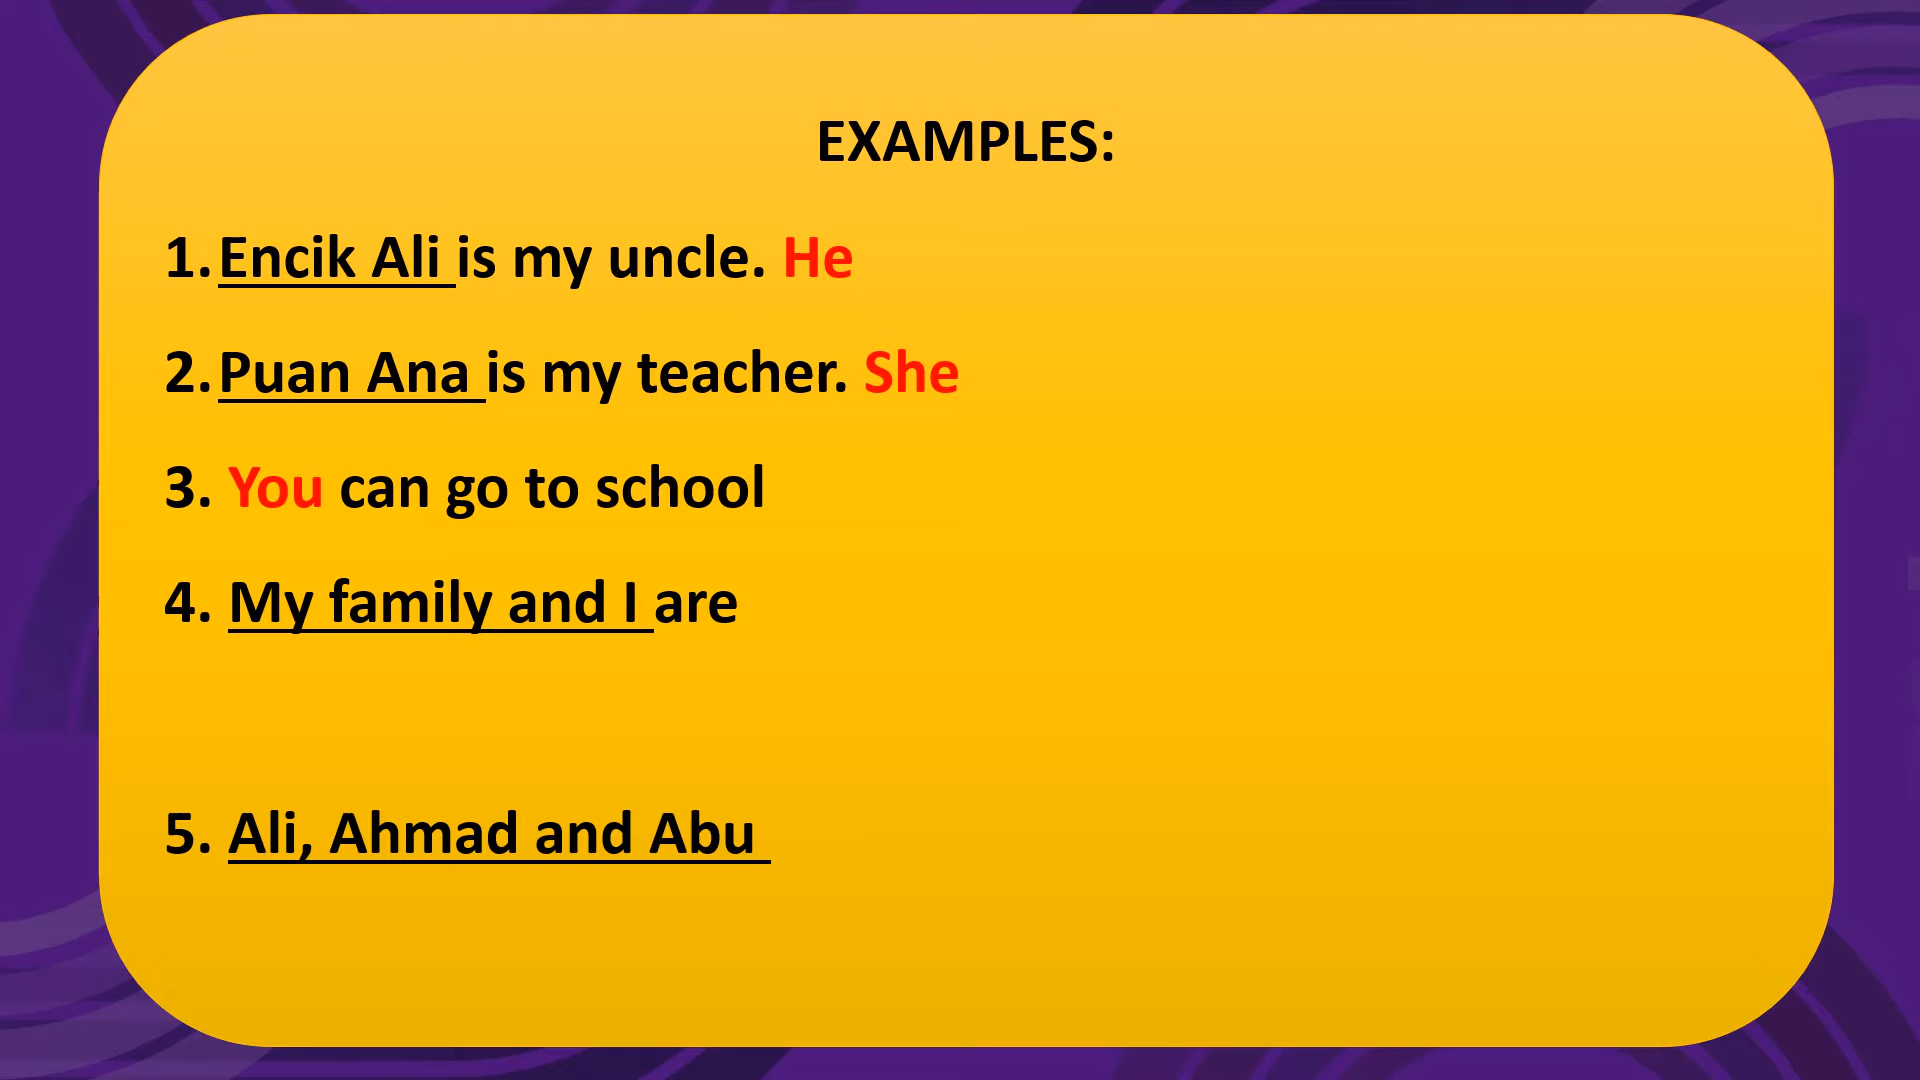 EXAMPLES:
1. Encik Ali is my uncle. He
2. Puan Ana is my teacher. She
3. You can go to school
4. My family and I are
5. Ali, Ahmad and Abu